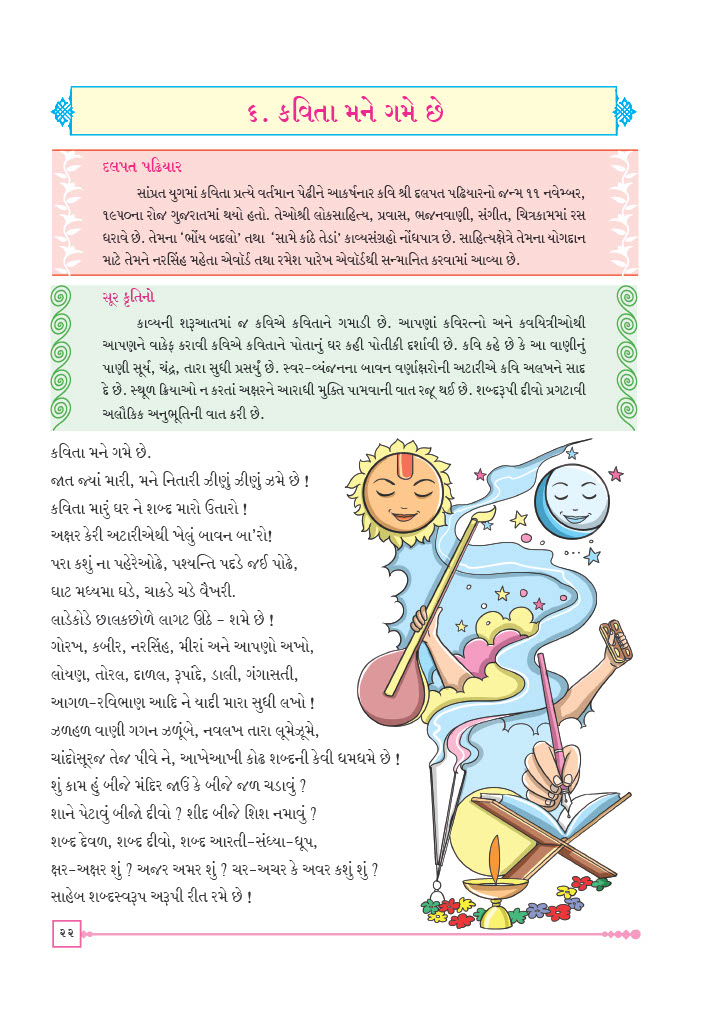 ૬. કવિતા મને ગમે છે
દલપત પઢિયાર
સાંપ્રત યુગમાં કવિતા પ્રત્યે વર્તમાન પેઢીને આકર્ષનાર કવિ શ્રી દલપત પઢિયારનો જન્મ ૧૧ નવેમ્બર,
૧૯૫૦ના રોજ ગુજરાતમાં થયો હતો. તેઓશ્રી લોકસાહિત્ય, પ્રવાસ, ભજનવાણી, સંગીત, ચિત્રકામમાં રસ
ધરાવે છે. તેમના ‘ભોંય બદલો’ તથા ‘સામે કાંઠે તેડાં’ કાવ્યસંગ્રહો નોંધપાત્ર છે. સાહિત્યક્ષેત્રે તેમના યોગદાન
માટે તેમને નરસિંહ મહેતા એવૉર્ડ તથા રમેશ પારેખ એવૉર્ડથી સન્માનિત કરવામાં આવ્યા છે.
સૂર કૃતિનો
કાવ્યની શરૂઆતમાં જ કવિએ કવિતાને ગમાડી છે. આપણાં કવિરત્નો અને કવયિત્રીઓથી
આપણને વાકેફ કરાવી કવિએ કવિતાને પોતાનું ઘર કહી પોતીકી દર્શાવી છે. કવિ કહે છે કે આ વાણીનું
પાણી સૂર્ય, ચંદ્ર, તારા સુધી પ્રસર્યું છે. સ્વર-વ્યંજનના બાવન વર્ણાક્ષરોની અટારીએ કવિ અલખને સાદ
દે છે. સ્થૂળ ક્રિયાઓ ન કરતાં અક્ષરને આરાધી મુક્તિ પામવાની વાત રજૂ થઈ છે. શબ્દરૂપી દીવો પ્રગટાવી
અલૌકિક અનુભૂતિની વાત કરી છે.
કવિતા મને ગમે છે.
જાત જ્યાં મારી, મને નિતારી ઝીણું ઝીણું ઝમે છે !
કવિતા મારું ઘર ને શબ્દ મારો ઉતારો !
અક્ષર કેરી અટારીએથી ખેલું બાવન બા’રો!
પરા કશું ના પહેરેઓઢે, પશ્યન્તિ પદડે જઈ પોઢે,
ઘાટ મધ્યમા ઘડે, ચાકડે ચડે વૈખરી.
લાડેકોડે છાલકછોળે લાગટ ઊઠે - શમે છે !
ગોરખ, કબીર, નરસિંહ, મીરાં અને આપણો અખો,
લોયણ, તોરલ, દાળલ, રૂપાંદે, ડાલી, ગંગાસતી,
આગળ-રવિભાણ આદિ ને યાદી મારા સુધી લખો !
ઝળહળ વાણી ગગન ઝળૂંબે, નવલખ તારા લૂમેઝૂમે,
ચાંદોસૂરજ તેજ પીવે ને, આખેઆખી કોઢ શબ્દની કેવી ધમધમે છે !
શું કામ હું બીજે મંદિર જાઉં કે બીજે જળ ચડાવું ?
શાને પેટાવું બીજો દીવો ? શીદ બીજે શિશ નમાવું ?
શબ્દ દેવળ, શબ્દ દીવો, શબ્દ આરતી-સંધ્યા-ધૂપ,
ક્ષર-અક્ષર શું ? અજર અમર શું ? ચર-અચર કે અવર કશું શું ?
સાહેબ શબ્દસ્વરૂપ અરૂપી રીત રમે છે !
૨૨